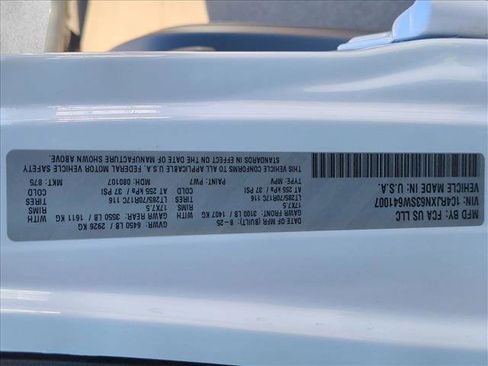 MFD. BY: FCA US LLC
DATE OF MFR (BUILT): 8 - 25
GVWR: 6450 LB / 2926 KG
GAWR FRONT: 3100 LB / 1407 KG WITH
GAWR REAR: 3550 LB / 1611 KG WITH
17X7.5 RIMS
17X7.5 RIMS
LT285/70R17C 116 TIRES
LT285/70R17C 116 TIRES
AT 255 kPa / 37 PSI COLD
AT 255 kPa / 37 PSI COLD
TYPE: MPV
PAINT: PW7
MDH: 080107
MKT: 875
THIS VEHICLE CONFORMS TO ALL APPLICABLE U.S.A. FEDERAL MOTOR VEHICLE SAFETY
STANDARDS IN EFFECT ON THE DATE OF MANUFACTURE SHOWN ABOVE.
VEHICLE MADE IN: U.S.A.